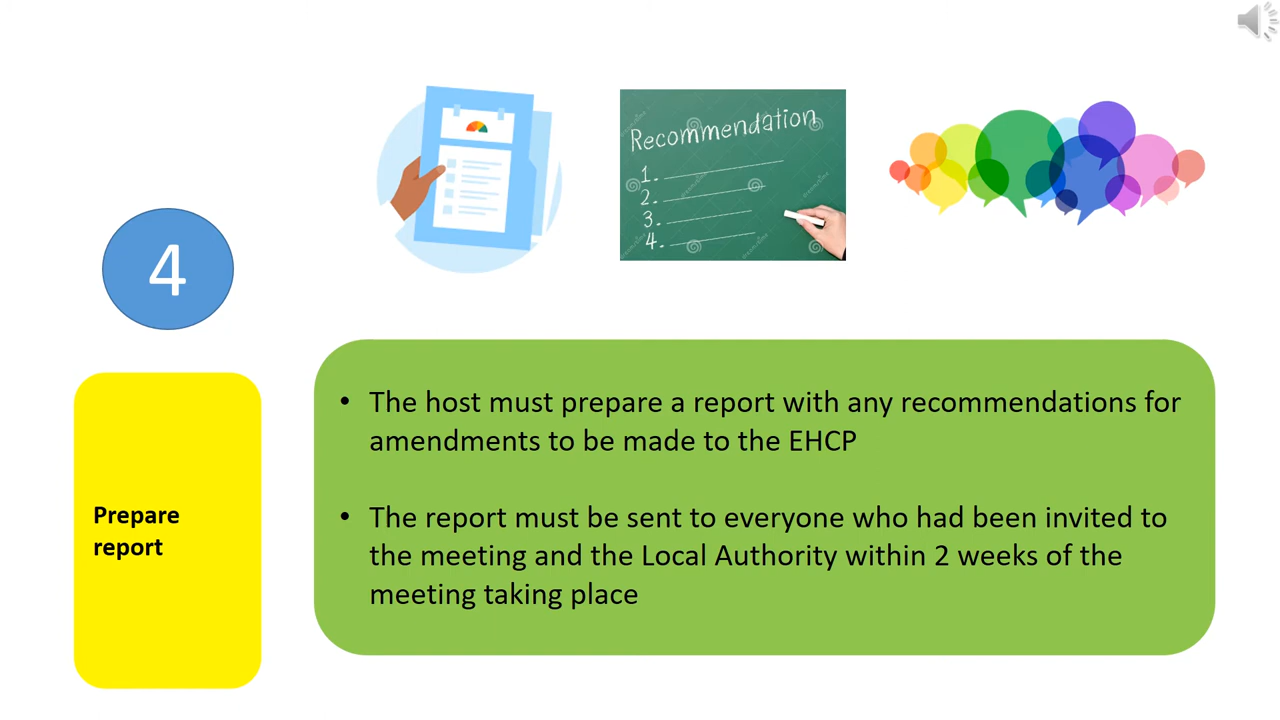 Recommendation
1.
2.
3.
4.
4
Prepare
report
• The host must prepare a report with any recommendations for
amendments to be made to the EHCP
• The report must be sent to everyone who had been invited to
the meeting and the Local Authority within 2 weeks of the
meeting taking place